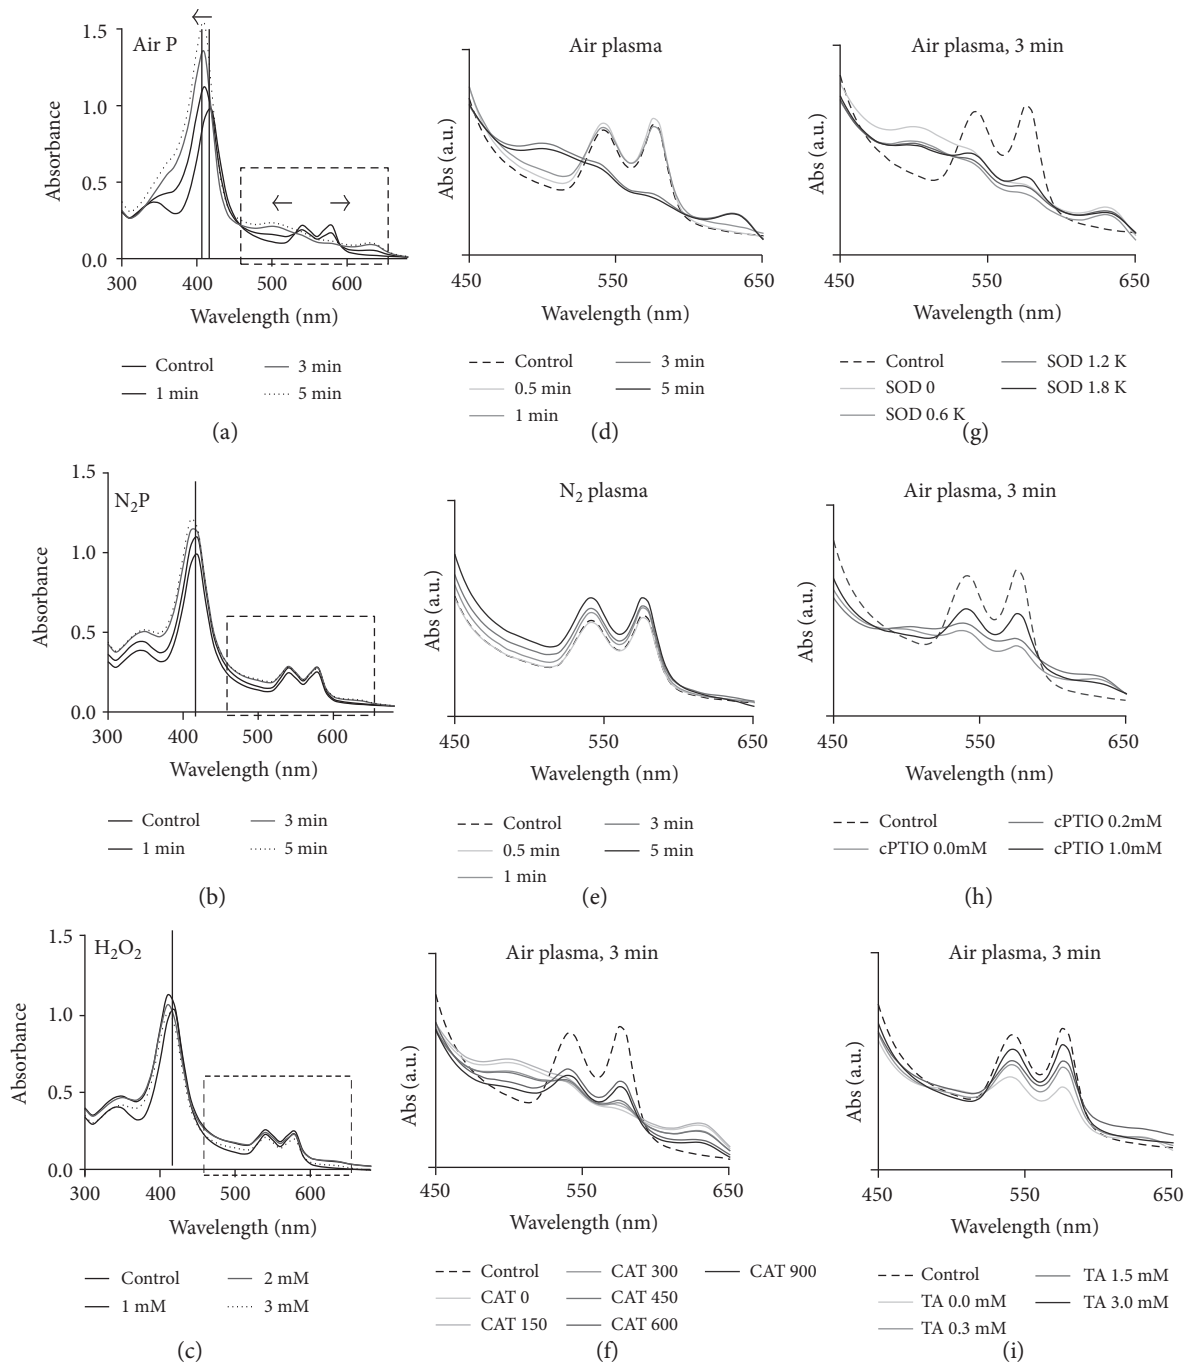 Air P
Absorbance
1.5
1.0
0.5
0.0
300
400
500
600
Wavelength (nm)
Control
3 min
1 min
5 min
(a)
Air plasma
Abs (a.u.)
450
550
650
Wavelength (nm)
Control
3 min
0.5 min
5 min
1 min
(d)
Air plasma, 3 min
Abs (a.u.)
450
550
650
Wavelength (nm)
Control
SOD 1.2 K
SOD 0
SOD 1.8 K
SOD 0.6 K
(g)
N₂P
Absorbance
1.5
1.0
0.5
0.0
300
400
500
600
Wavelength (nm)
Control
3 min
1 min
5 min
(b)
N₂ plasma
Abs (a.u.)
450
550
650
Wavelength (nm)
Control
3 min
0.5 min
5 min
1 min
(e)
Air plasma, 3 min
Abs (a.u.)
450
550
650
Wavelength (nm)
Control
cPTIO 0.2mM
cPTIO 0.0mM
cPTIO 1.0mM
(h)
H₂O₂
Absorbance
1.5
1.0
0.5
0.0
300
400
500
600
Wavelength (nm)
Control
2 mM
1 mM
3 mM
(c)
Air plasma, 3 min
Abs (a.u.)
450
550
650
Wavelength (nm)
Control
CAT 300
CAT 900
CAT 0
CAT 450
CAT 150
CAT 600
(f)
Air plasma, 3 min
Abs (a.u.)
450
550
650
Wavelength (nm)
Control
TA 1.5 mM
TA 0.0 mM
TA 3.0 mM
TA 0.3 mM
(i)